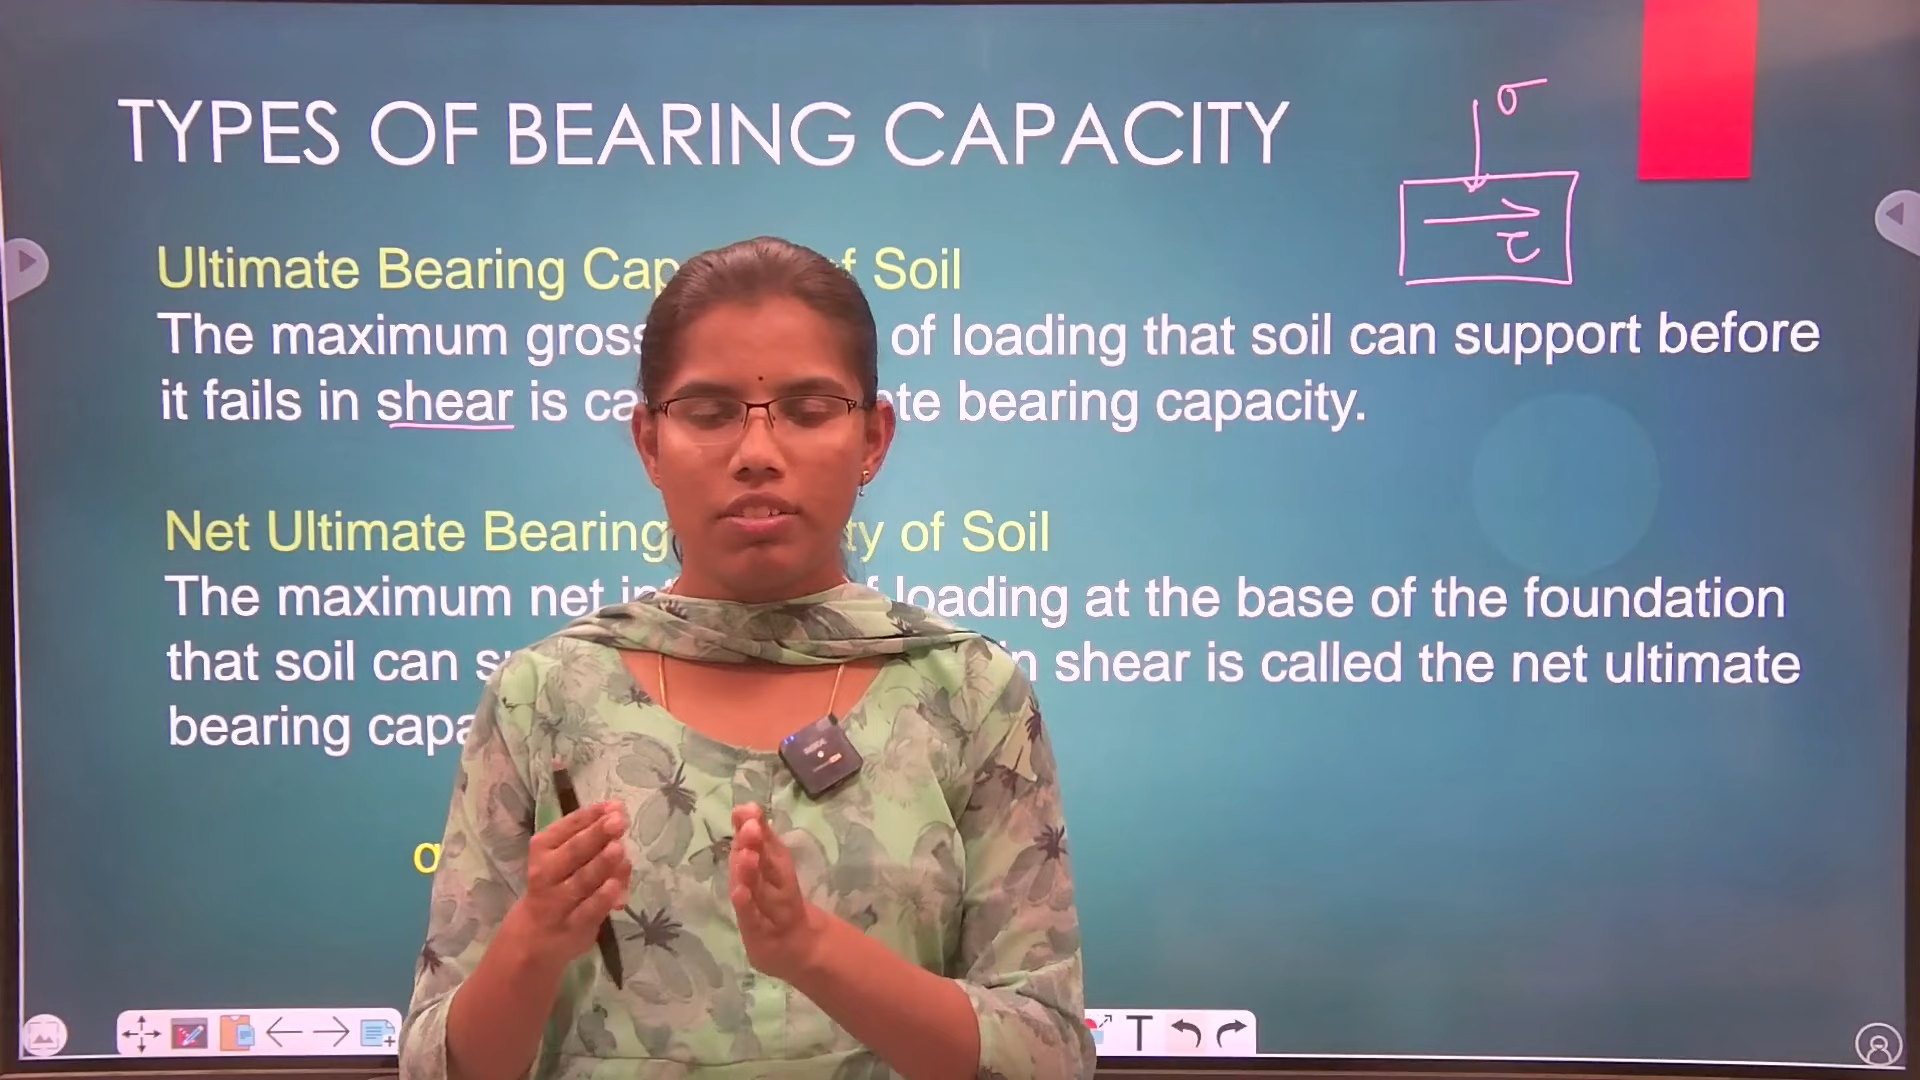 TYPES OF BEARING CAPACITY
σ
τ
Ultimate Bearing Cap f Soil
The maximum gross of loading that soil can support before
it fails in shear is ca te bearing capacity.
Net Ultimate Bearing ty of Soil
The maximum net in f loading at the base of the foundation
that soil can s in shear is called the net ultimate
bearing capa
T